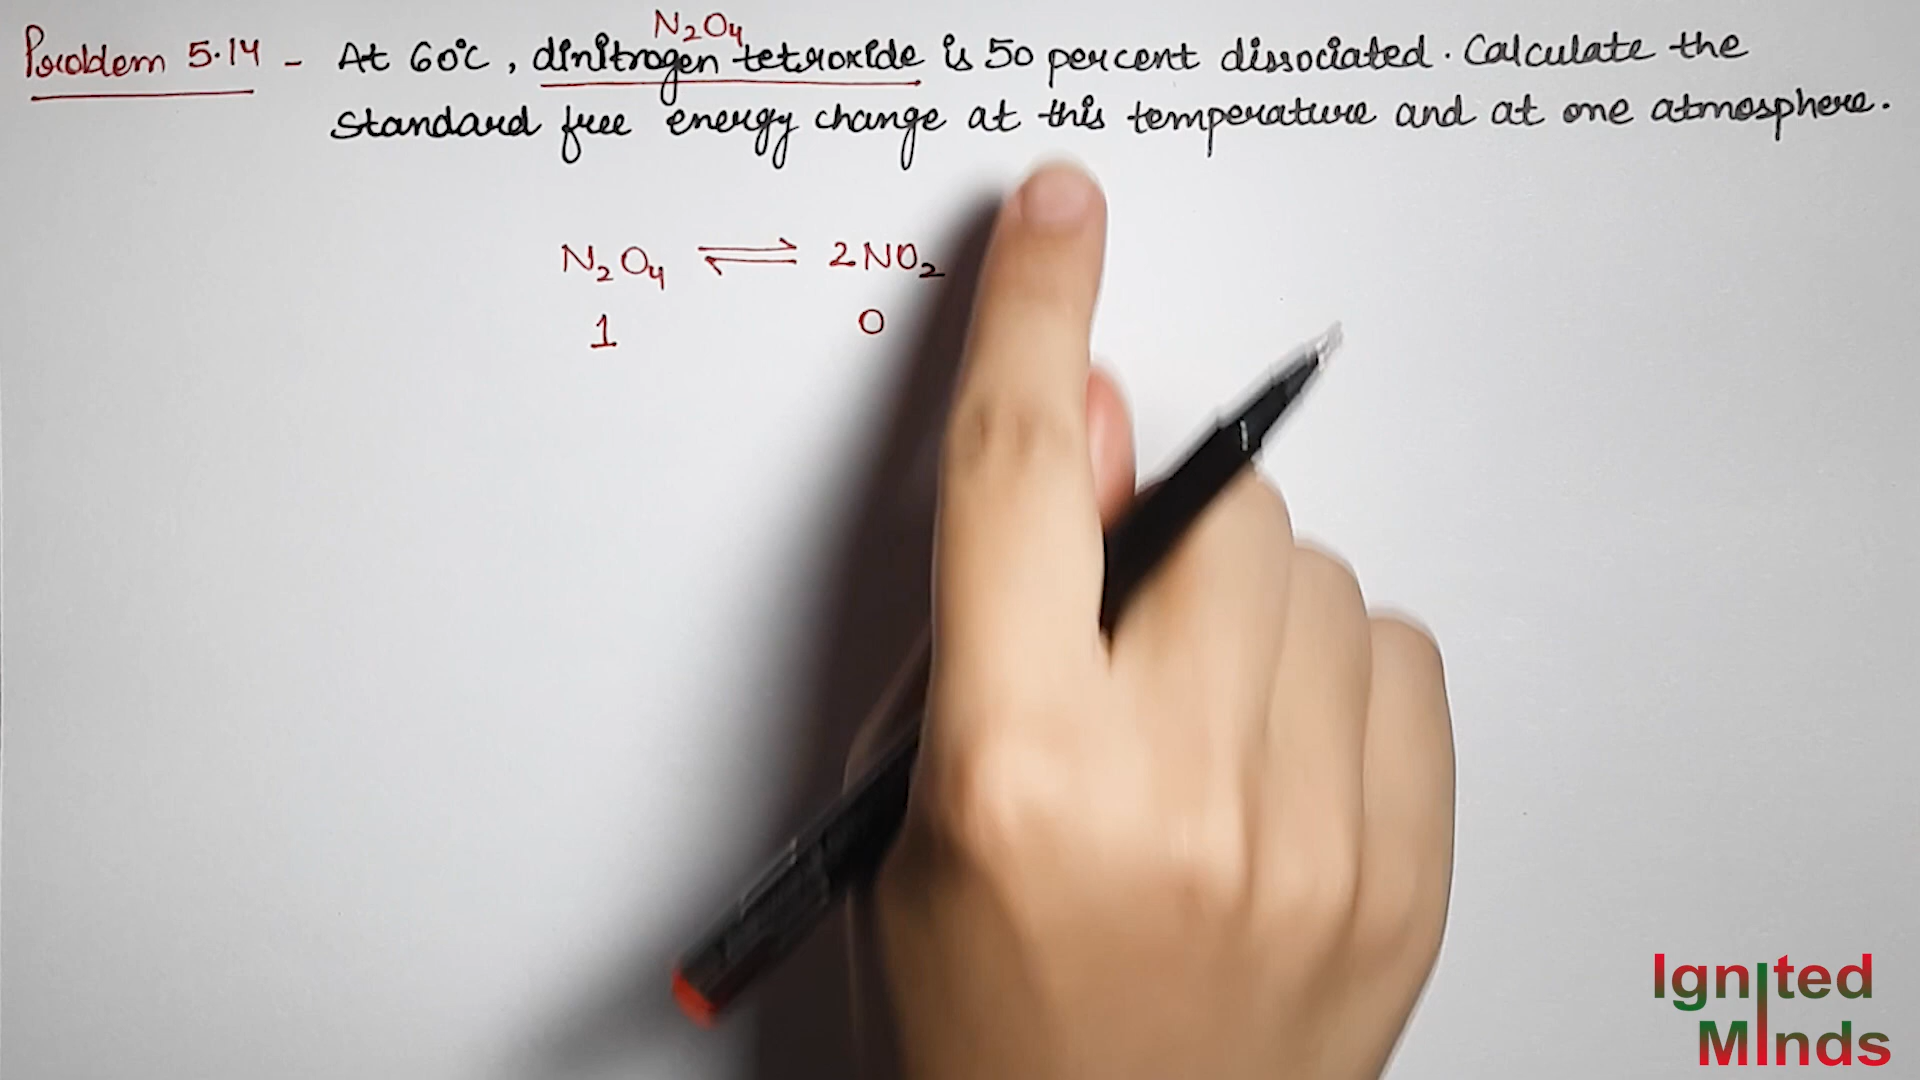 N₂O₄
Problem 5.14 - At 60°C, dinitrogen tetroxide is 50 percent dissociated. Calculate the
standard free energy change at this temperature and at one atmosphere.
N₂O₄ ⇌ 2NO₂
1 0
Ignited
Minds